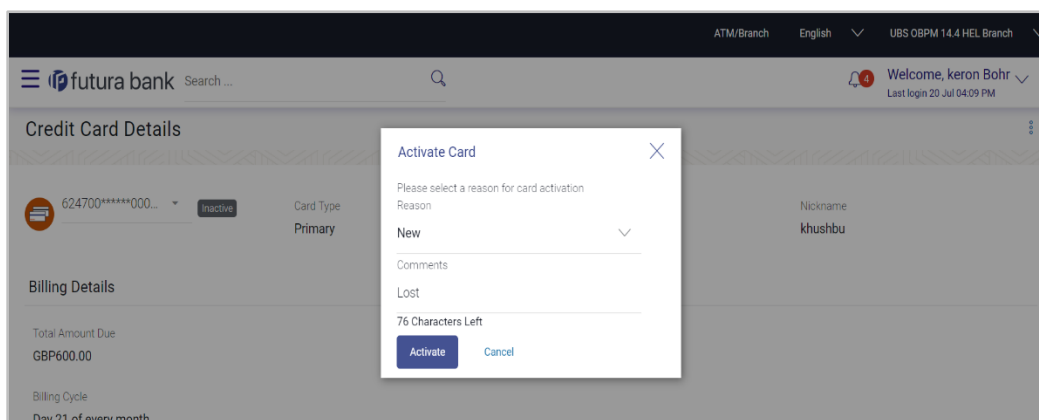 ATM/Branch English UBS OBPM 14.4 HEL Branch
futura bank Search ... 4 Welcome, keron Bohr
Last login 20 Jul 04:09 PM
Credit Card Details
Activate Card
Please select a reason for card activation
Reason
New
Comments
Lost
76 Characters Left
Activate Cancel
624700******000... Inactive
Card Type
Primary
Nickname
khushbu
Billing Details
Total Amount Due
GBP600.00
Billing Cycle
Day 21 of every month